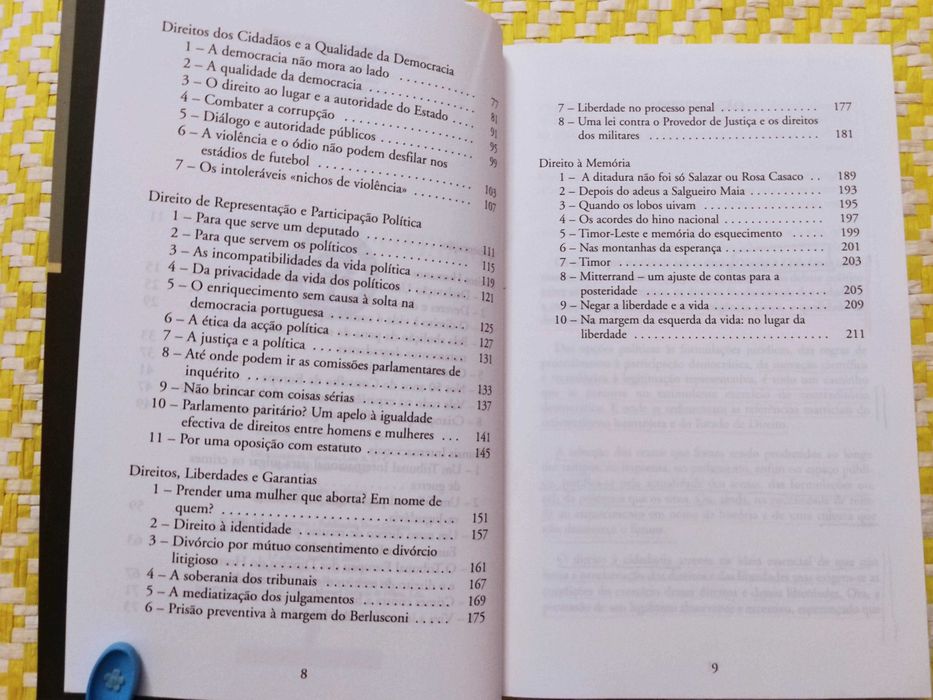 Direitos dos Cidadãos e a Qualidade da Democracia
1 – A democracia não mora ao lado . . . . . . . . . . 77
2 – A qualidade da democracia . . . . . . . . . . . . . 81
3 – O direito ao lugar e a autoridade do Estado . . . . 91
4 – Combater a corrupção . . . . . . . . . . . . . . . 95
5 – Diálogo e autoridade públicos . . . . . . . . . . . 99
6 – A violência e o ódio não podem desfilar nos
estádios de futebol . . . . . . . . . . . . . . . . 103
7 – Os intoleráveis «nichos de violência» . . . . . . . 107
Direito de Representação e Participação Política
1 – Para que serve um deputado . . . . . . . . . . . . 111
2 – Para que servem os políticos . . . . . . . . . . . 115
3 – As incompatibilidades da vida política . . . . . . 119
4 – Da privacidade da vida dos políticos . . . . . . . 121
5 – O enriquecimento sem causa à solta na
democracia portuguesa . . . . . . . . . . . . . . . 125
6 – A ética da acção política . . . . . . . . . . . . . 127
7 – A justiça e a política . . . . . . . . . . . . . . 131
8 – Até onde podem ir as comissões parlamentares de
inquérito . . . . . . . . . . . . . . . . . . . . . 133
9 – Não brincar com coisas sérias . . . . . . . . . . . 137
10 – Parlamento paritário? Um apelo à igualdade
efectiva de direitos entre homens e mulheres . . . 141
11 – Por uma oposição com estatuto . . . . . . . . . . 145
Direitos, Liberdades e Garantias
1 – Prender uma mulher que aborta? Em nome de
quem? . . . . . . . . . . . . . . . . . . . . . . . 151
2 – Direito à identidade . . . . . . . . . . . . . . . 157
3 – Divórcio por mútuo consentimento e divórcio
litigioso . . . . . . . . . . . . . . . . . . . . . 161
4 – A soberania dos tribunais . . . . . . . . . . . . . 167
5 – A mediatização dos julgamentos . . . . . . . . . . 169
6 – Prisão preventiva à margem do Berlusconi . . . . . 175
8
7 – Liberdade no processo penal . . . . . . . . . . . . 177
8 – Uma lei contra o Provedor de Justiça e os direitos
dos militares . . . . . . . . . . . . . . . . . . . 181
Direito à Memória
1 – A ditadura não foi só Salazar ou Rosa Casaco . . 189
2 – Depois do adeus a Salgueiro Maia . . . . . . . . . 193
3 – Quando os lobos uivam . . . . . . . . . . . . . . 195
4 – Os acordes do hino nacional . . . . . . . . . . . . 197
5 – Timor-Leste e memória do esquecimento . . . . . 199
6 – Nas montanhas da esperança . . . . . . . . . . . . 201
7 – Timor . . . . . . . . . . . . . . . . . . . . . . . 203
8 – Mitterrand – um ajuste de contas para a
posteridade . . . . . . . . . . . . . . . . . . . . 205
9 – Negar a liberdade e a vida . . . . . . . . . . . . 209
10 – Na margem da esquerda da vida: no lugar da
liberdade . . . . . . . . . . . . . . . . . . . . . 211
9